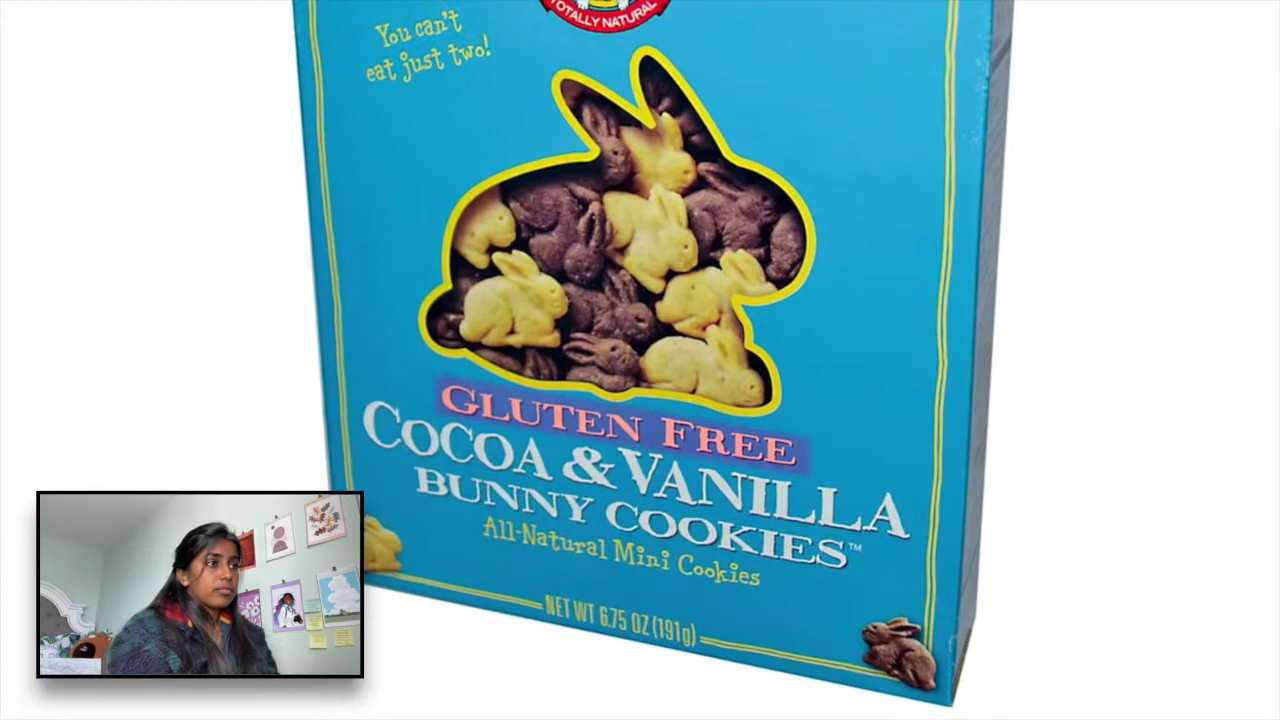 TOTALLY NATURAL
You can't
eat just two!
GLUTEN FREE
COCOA & VANILLA
BUNNY COOKIES™
All-Natural Mini Cookies
NET WT 6.75 OZ (191g)